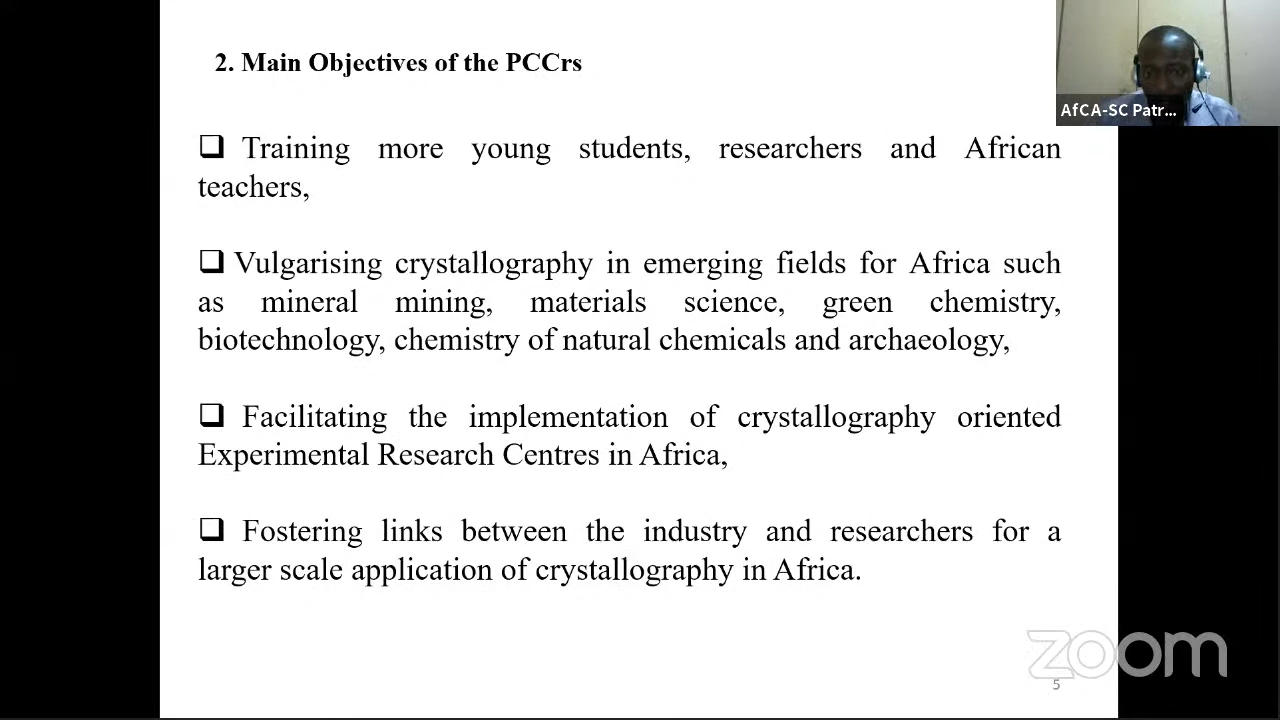 2. Main Objectives of the PCCrs
AfCA-SC Patr...
❑ Training more young students, researchers and African
teachers,
❑ Vulgarising crystallography in emerging fields for Africa such
as mineral mining, materials science, green chemistry,
biotechnology, chemistry of natural chemicals and archaeology,
❑ Facilitating the implementation of crystallography oriented
Experimental Research Centres in Africa,
❑ Fostering links between the industry and researchers for a
larger scale application of crystallography in Africa.
zoom
5